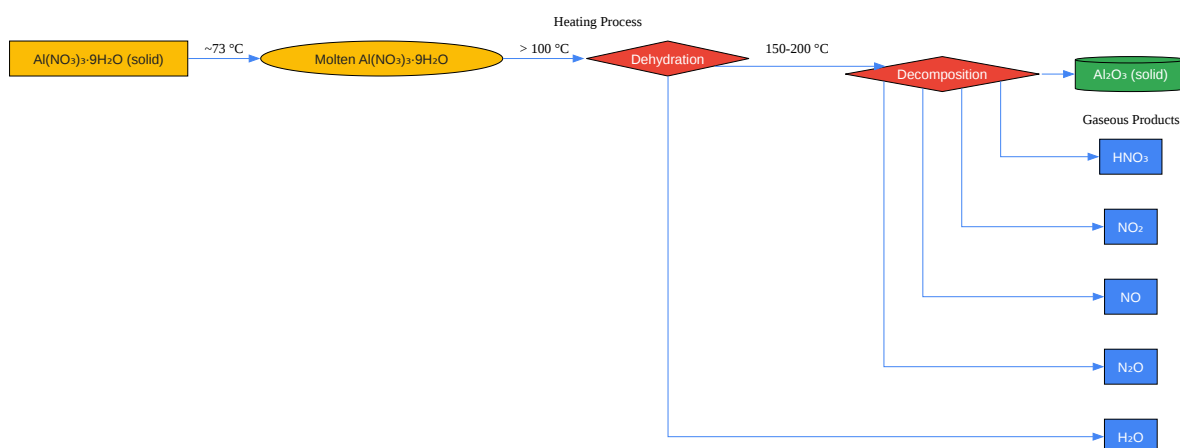 Heating Process
Al(NO₃)₃·9H₂O (solid)
~73 °C
Molten Al(NO₃)₃·9H₂O
> 100 °C
Dehydration
150-200 °C
Decomposition
Al₂O₃ (solid)
Gaseous Products
HNO₃
NO₂
NO
N₂O
H₂O